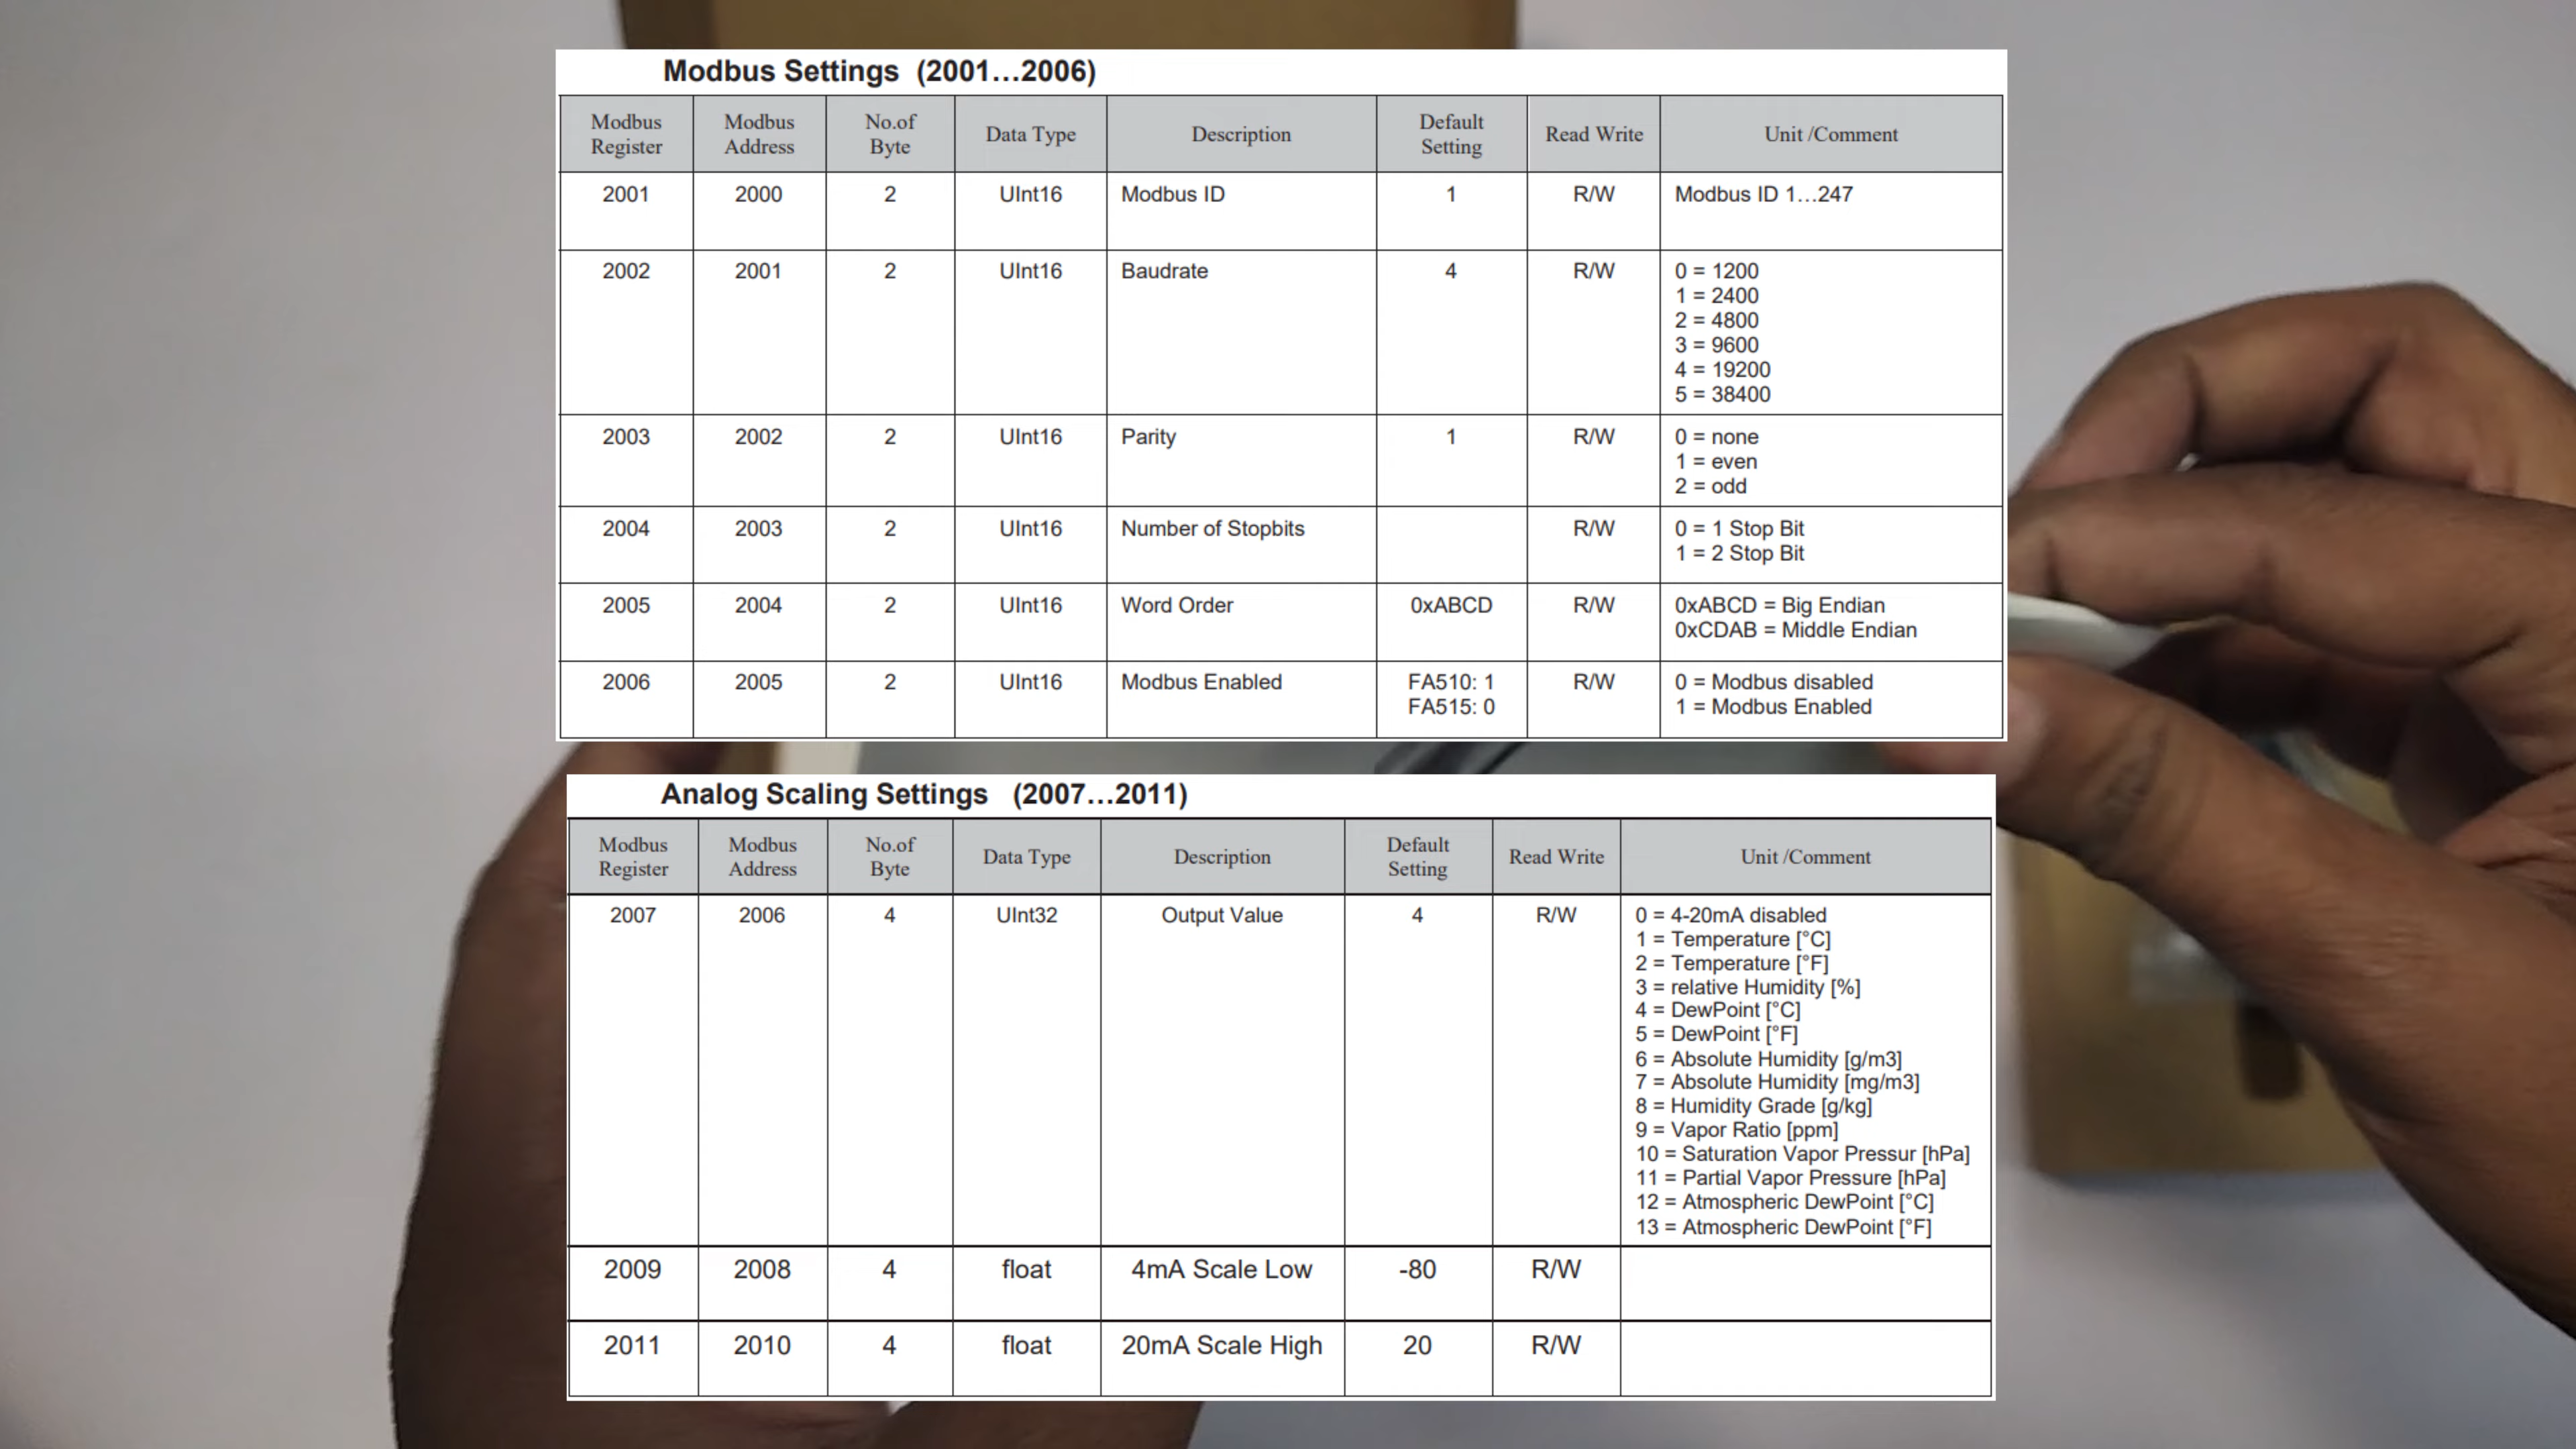 Modbus Settings (2001...2006)
Modbus Register Modbus Address No.of Byte Data Type Description Default Setting Read Write Unit /Comment
2001 2000 2 UInt16 Modbus ID 1 R/W Modbus ID 1...247
2002 2001 2 UInt16 Baudrate 4 R/W 0 = 1200
1 = 2400
2 = 4800
3 = 9600
4 = 19200
5 = 38400
2003 2002 2 UInt16 Parity 1 R/W 0 = none
1 = even
2 = odd
2004 2003 2 UInt16 Number of Stopbits R/W 0 = 1 Stop Bit
1 = 2 Stop Bit
2005 2004 2 UInt16 Word Order 0xABCD R/W 0xABCD = Big Endian
0xCDAB = Middle Endian
2006 2005 2 UInt16 Modbus Enabled FA510: 1 R/W 0 = Modbus disabled
FA515: 0 1 = Modbus Enabled
Analog Scaling Settings (2007...2011)
Modbus Register Modbus Address No.of Byte Data Type Description Default Setting Read Write Unit /Comment
2007 2006 4 UInt32 Output Value 4 R/W 0 = 4-20mA disabled
1 = Temperature [°C]
2 = Temperature [°F]
3 = relative Humidity [%]
4 = DewPoint [°C]
5 = DewPoint [°F]
6 = Absolute Humidity [g/m3]
7 = Absolute Humidity [mg/m3]
8 = Humidity Grade [g/kg]
9 = Vapor Ratio [ppm]
10 = Saturation Vapor Pressur [hPa]
11 = Partial Vapor Pressure [hPa]
12 = Atmospheric DewPoint [°C]
13 = Atmospheric DewPoint [°F]
2009 2008 4 float 4mA Scale Low -80 R/W
2011 2010 4 float 20mA Scale High 20 R/W